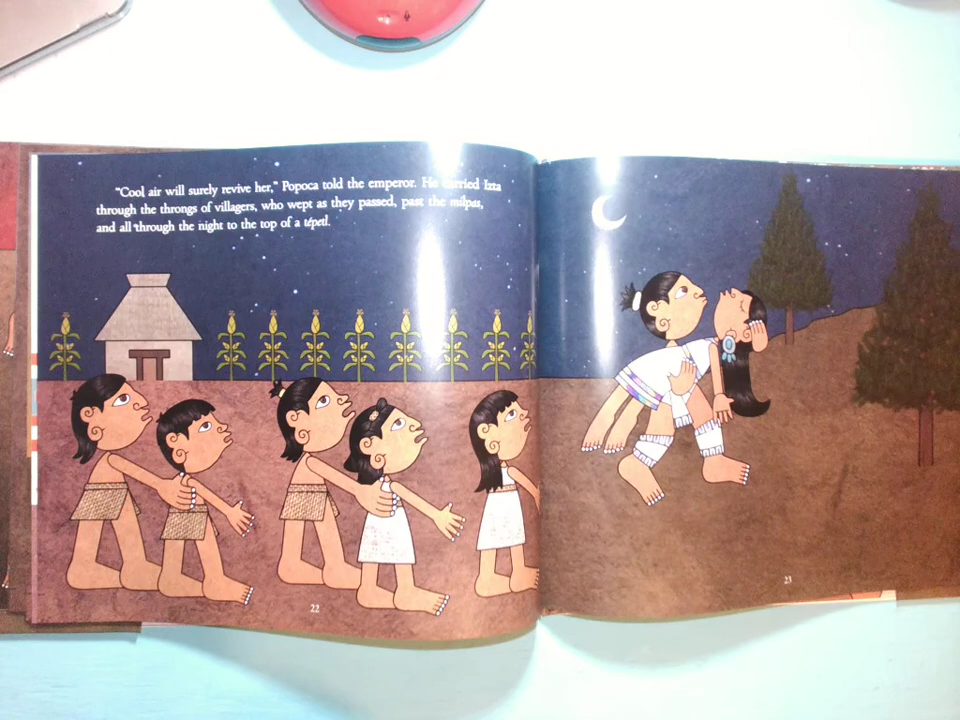 “Cool air will surely revive her,” Popoca told the emperor. He carried Izta
through the throngs of villagers, who wept as they passed, past the milpas,
and all through the night to the top of a tépetl.
22
23